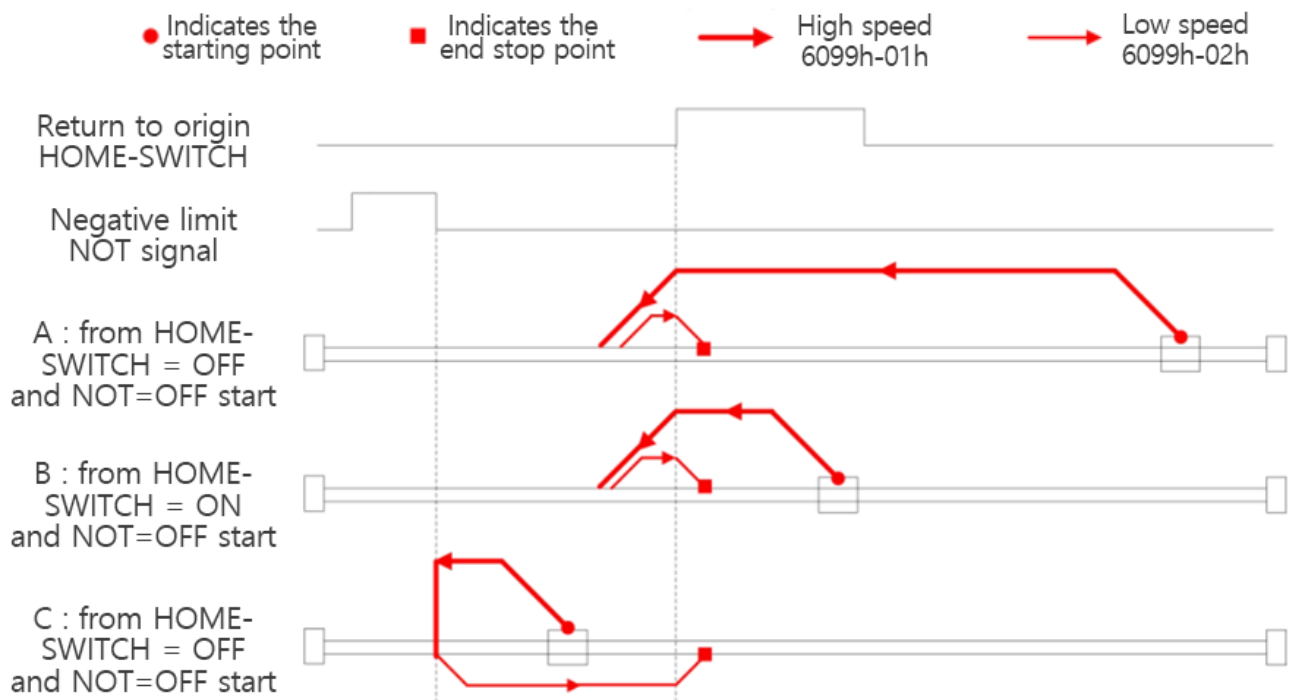 Indicates the
starting point
Indicates the
end stop point
High speed
6099h-01h
Low speed
6099h-02h
Return to origin
HOME-SWITCH
Negative limit
NOT signal
A : from HOME-
SWITCH = OFF
and NOT=OFF start
B : from HOME-
SWITCH = ON
and NOT=OFF start
C : from HOME-
SWITCH = OFF
and NOT=OFF start